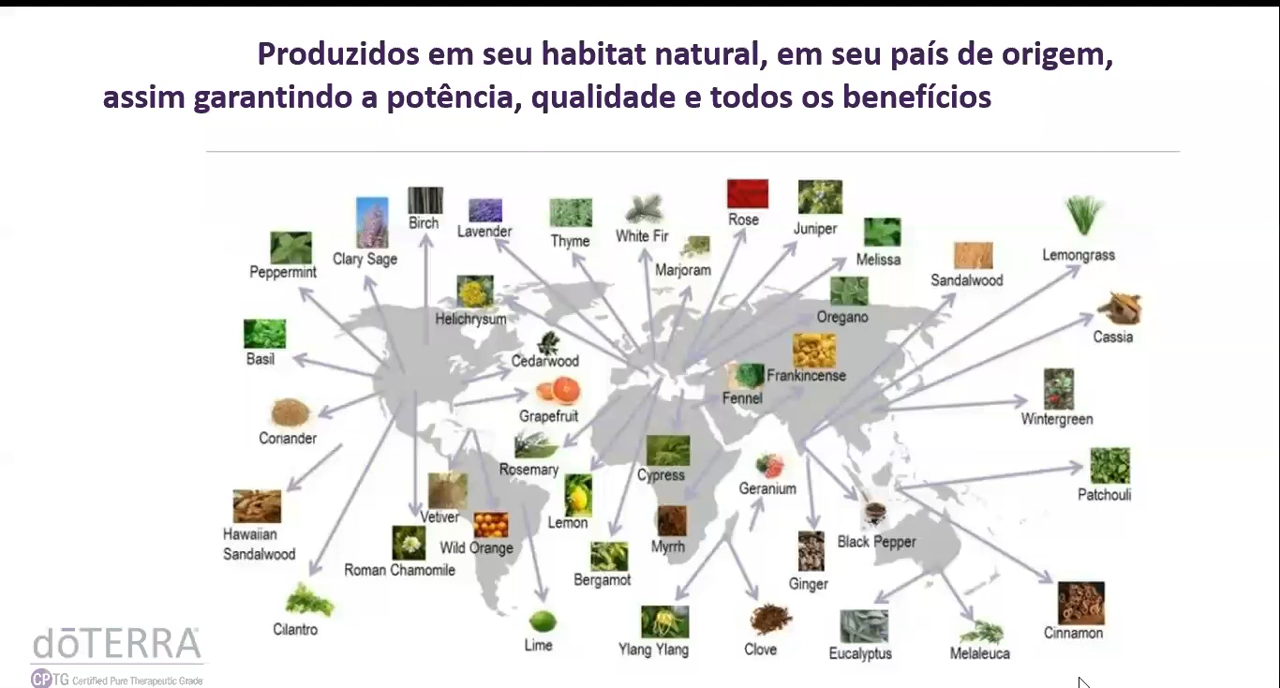 Produzidos em seu habitat natural, em seu país de origem,
assim garantindo a potência, qualidade e todos os benefícios
Peppermint
Clary Sage
Birch
Lavender
Thyme
White Fir
Marjoram
Rose
Juniper
Melissa
Sandalwood
Lemongrass
Helichrysum
Oregano
Cassia
Basil
Cedarwood
Frankincense
Fennel
Coriander
Grapefruit
Wintergreen
Rosemary
Cypress
Geranium
Patchouli
Hawaiian
Sandalwood
Vetiver
Wild Orange
Lemon
Myrrh
Black Pepper
Roman Chamomile
Bergamot
Ginger
Cilantro
Lime
Ylang Ylang
Clove
Eucalyptus
Melaleuca
Cinnamon
dōTERRA
CPTG Certified Pure Therapeutic Grade